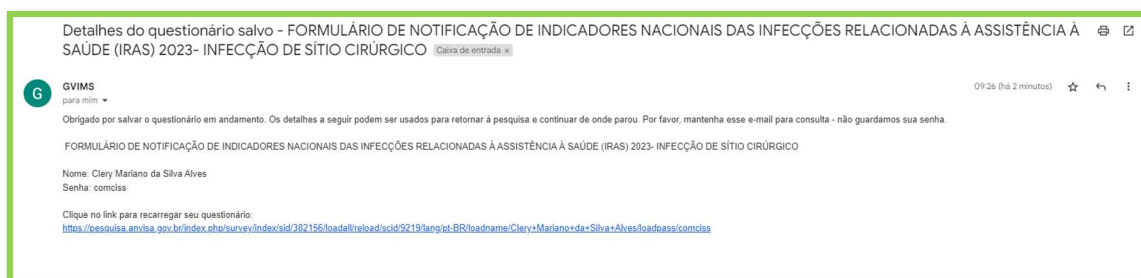 Detalhes do questionário salvo - FORMULÁRIO DE NOTIFICAÇÃO DE INDICADORES NACIONAIS DAS INFECÇÕES RELACIONADAS À ASSISTÊNCIA À
SAÚDE (IRAS) 2023- INFECÇÃO DE SÍTIO CIRÚRGICO Caixa de entrada x
G
GVIMS 09:26 (há 2 minutos)
para mim
Obrigado por salvar o questionário em andamento. Os detalhes a seguir podem ser usados para retornar à pesquisa e continuar de onde parou. Por favor, mantenha esse e-mail para consulta - não guardamos sua senha.
FORMULÁRIO DE NOTIFICAÇÃO DE INDICADORES NACIONAIS DAS INFECÇÕES RELACIONADAS À ASSISTÊNCIA À SAÚDE (IRAS) 2023- INFECÇÃO DE SÍTIO CIRÚRGICO
Nome: Clery Mariano da Silva Alves
Senha: comciss
Clique no link para recarregar seu questionário:
https://pesquisa.anvisa.gov.br/index.php/survey/index/sid/382156/loadall/reload/scid/9219/lang/pt-BR/loadname/Clery+Mariano+da+Silva+Alves/loadpass/comciss